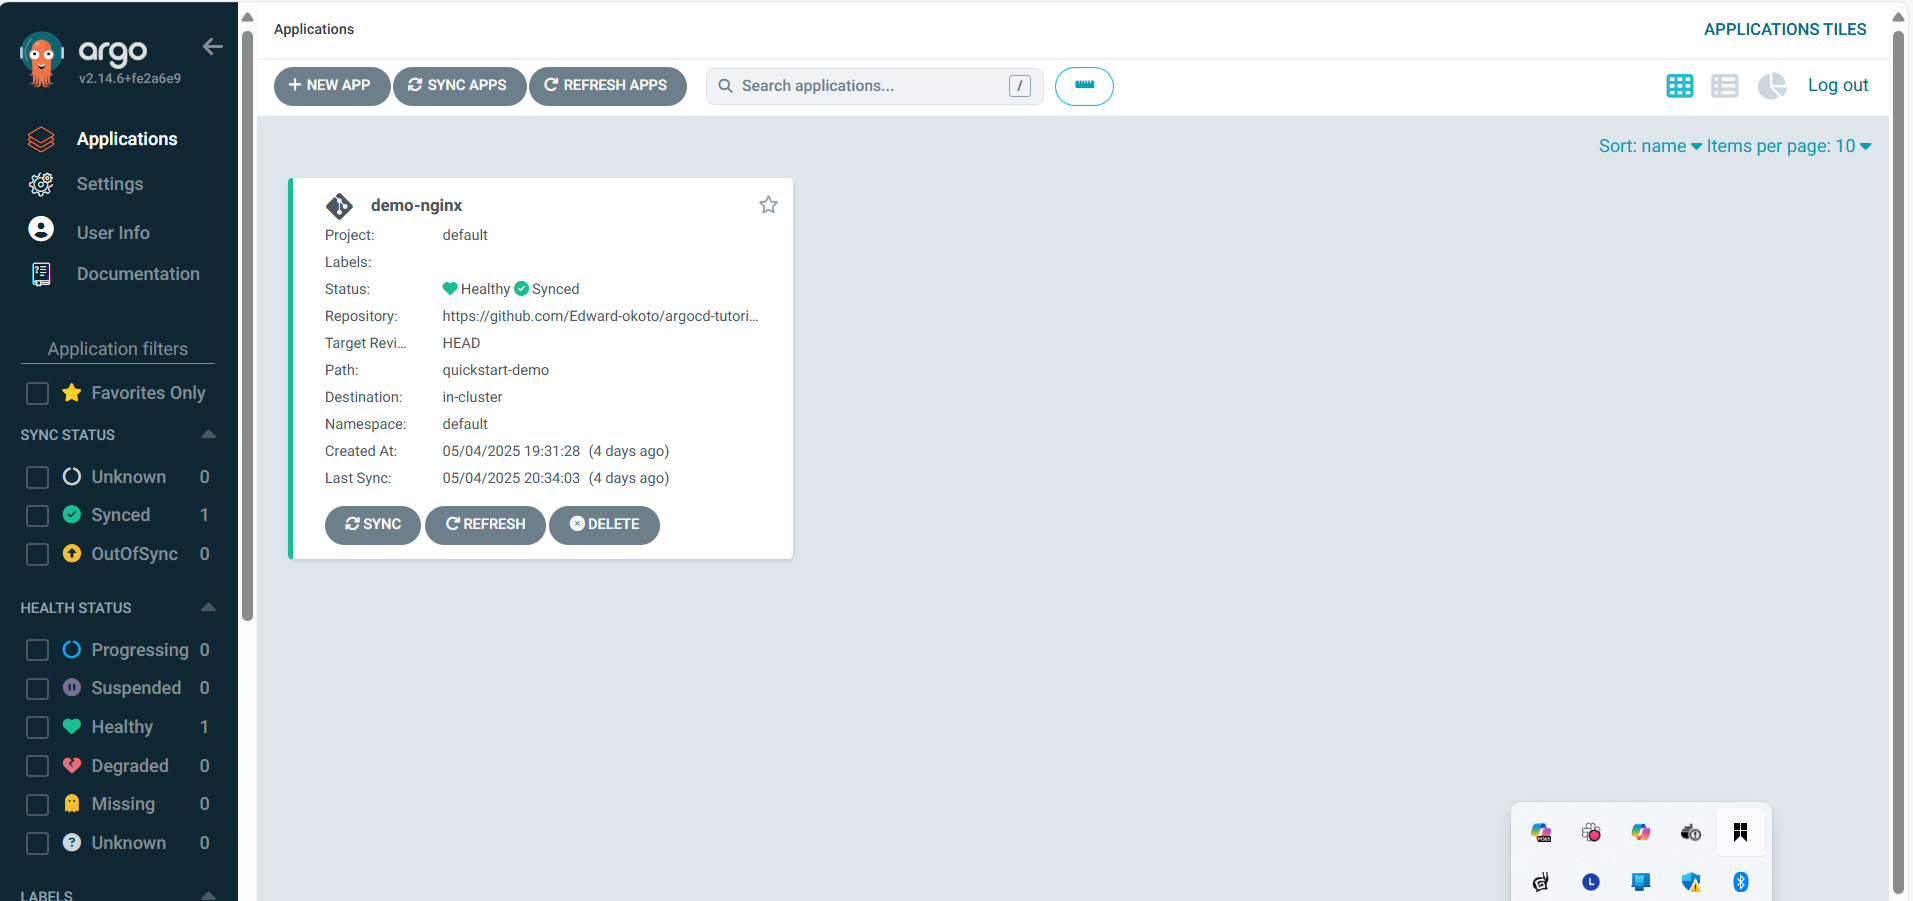 argo
v2.14.6+fe2a6e9
Applications
Settings
User Info
Documentation
Application filters
Favorites Only
SYNC STATUS
Unknown 0
Synced 1
OutOfSync 0
HEALTH STATUS
Progressing 0
Suspended 0
Healthy 1
Degraded 0
Missing 0
Unknown 0
LABELS
Applications
APPLICATIONS TILES
NEW APP
SYNC APPS
REFRESH APPS
Search applications...
/
Log out
Sort: name
Items per page: 10
demo-nginx
Project: default
Labels:
Status: Healthy Synced
Repository: https://github.com/Edward-okoto/argocd-tutori...
Target Revi... HEAD
Path: quickstart-demo
Destination: in-cluster
Namespace: default
Created At: 05/04/2025 19:31:28 (4 days ago)
Last Sync: 05/04/2025 20:34:03 (4 days ago)
SYNC
REFRESH
DELETE
L